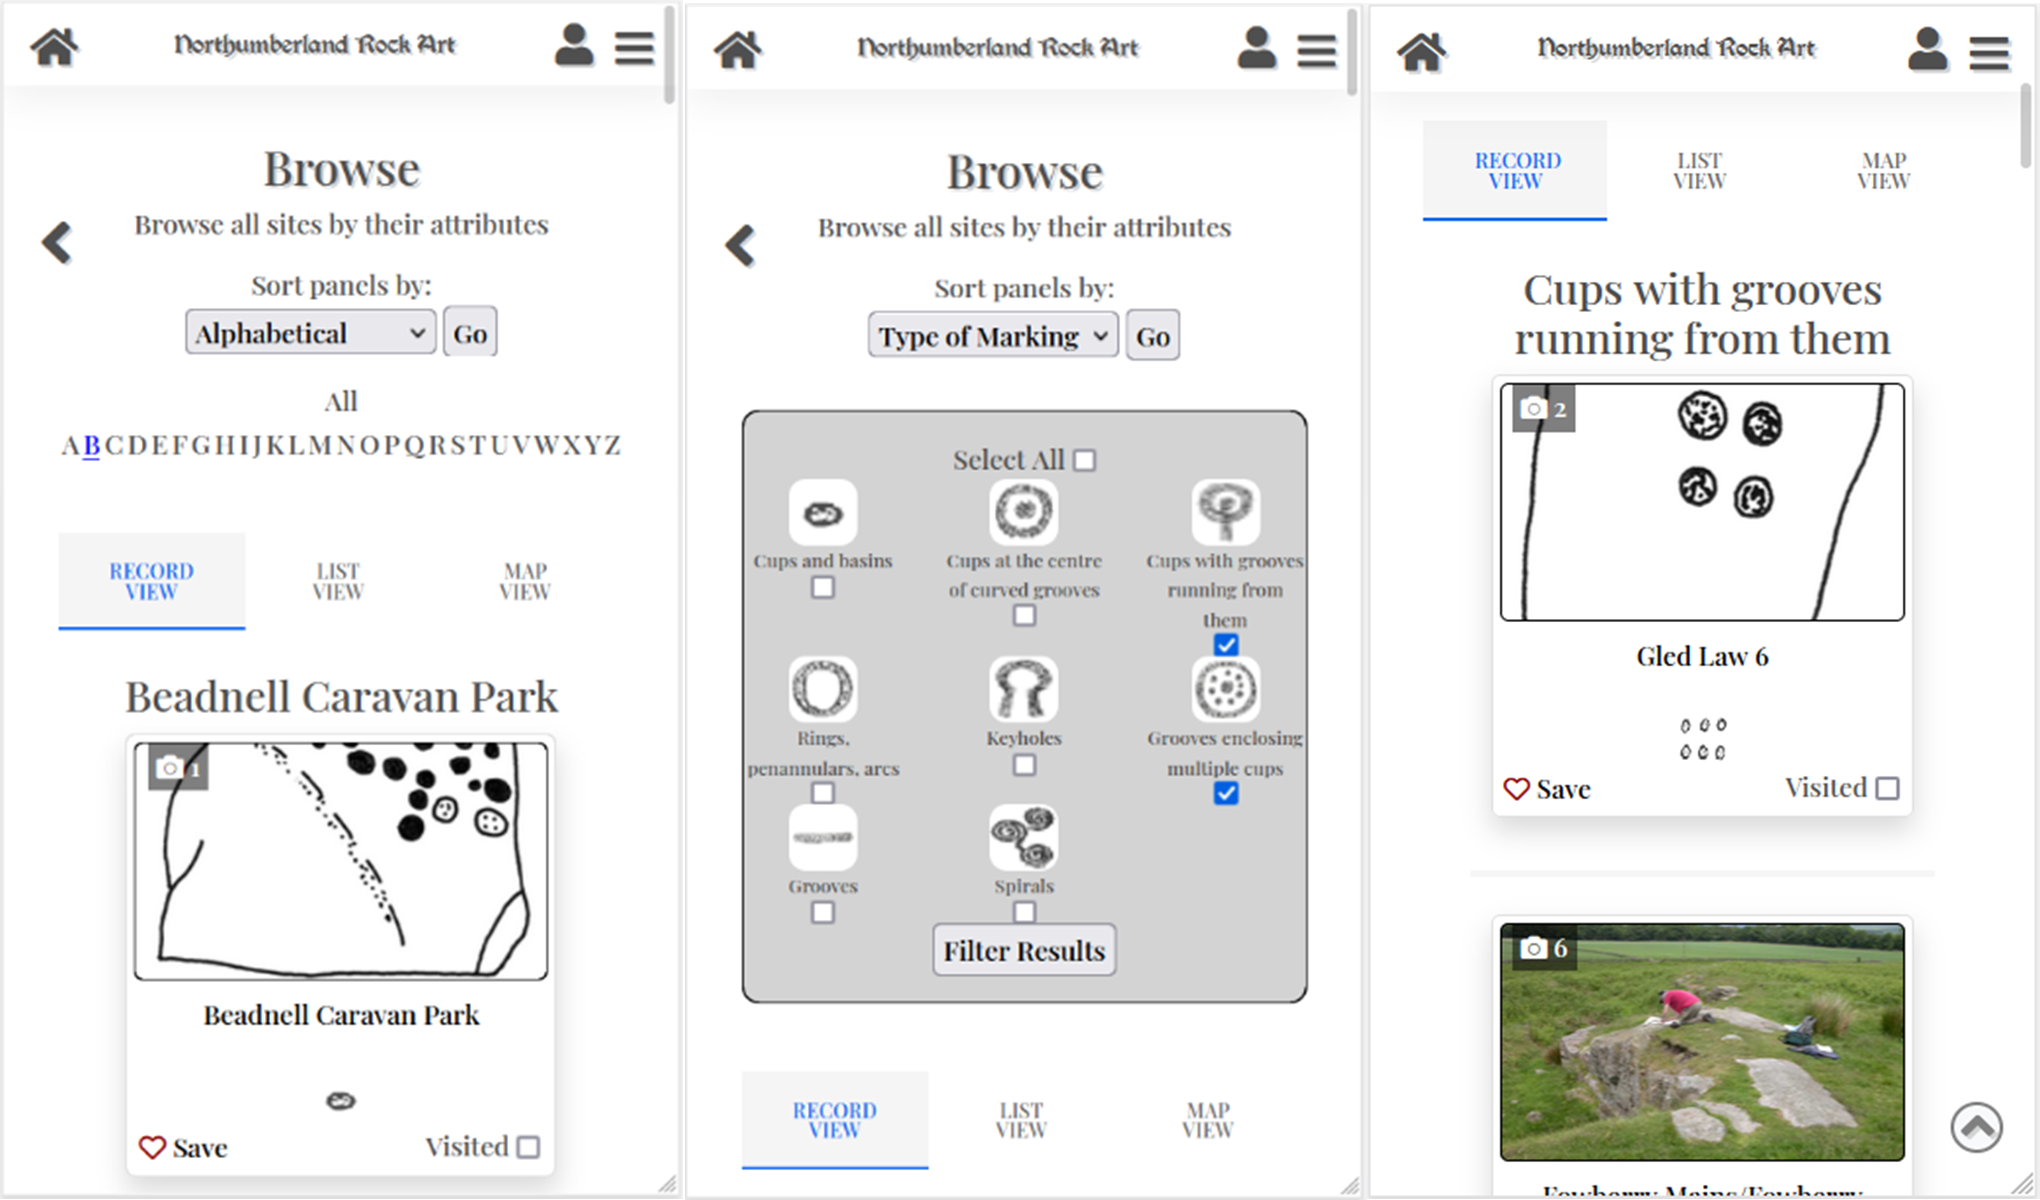 Northumberland Rock Art
Browse
Browse all sites by their attributes
Sort panels by:
Alphabetical
Go
All
A B C D E F G H I J K L M N O P Q R S T U V W X Y Z
RECORD VIEW
LIST VIEW
MAP VIEW
Beadnell Caravan Park
1
Beadnell Caravan Park
Save
Visited
Northumberland Rock Art
Browse
Browse all sites by their attributes
Sort panels by:
Type of Marking
Go
Select All
Cups and basins
Cups at the centre
of curved grooves
Cups with grooves
running from
them
Rings,
penannulars, arcs
Keyholes
Grooves enclosing
multiple cups
Grooves
Spirals
Filter Results
RECORD VIEW
LIST VIEW
MAP VIEW
Northumberland Rock Art
RECORD VIEW
LIST VIEW
MAP VIEW
Cups with grooves
running from them
2
Gled Law 6
Save
Visited
6
Fowberry Mains/Fowberry